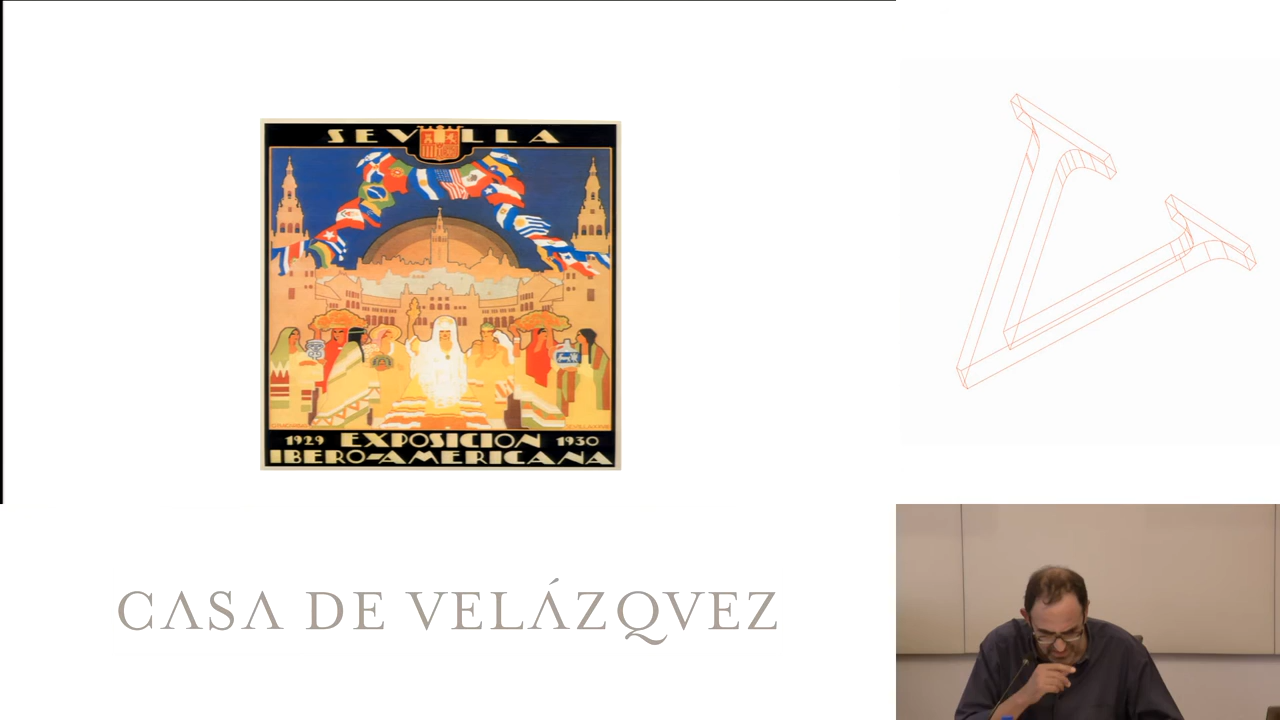 SEVILLA
1929 EXPOSICION 1930
IBERO-AMERICANA
CASA DE VELÁZQVEZ